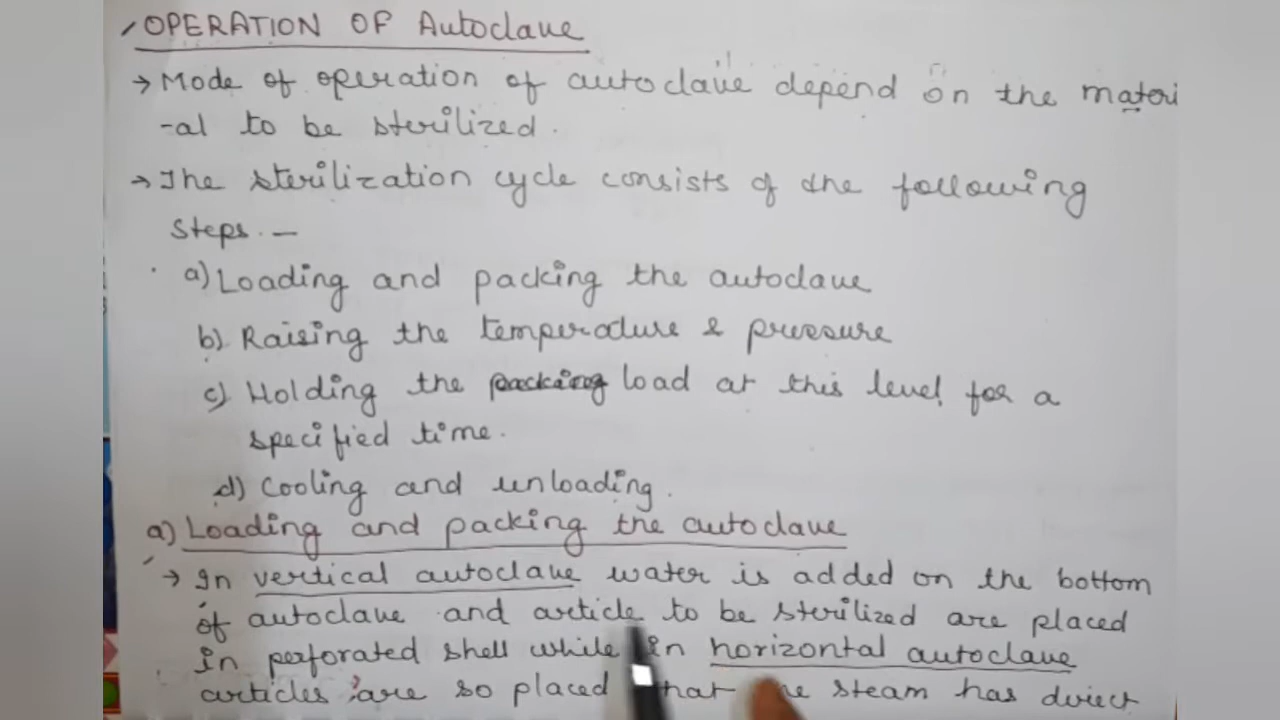 OPERATION OF Autoclave
→ Mode of operation of autoclave depend on the materi
-al to be sterilized.
→ The sterilization cycle consists of the following
steps. —
a) Loading and packing the autoclave
b) Raising the temperature & pressure
c) Holding the load at this level for a
specified time.
d) cooling and unloading.
a) Loading and packing the autoclave
→ In vertical autoclave water is added on the bottom
of autoclave and article to be sterilized are placed
in perforated shell while in horizontal autoclave
articles are so placed that the steam has direct